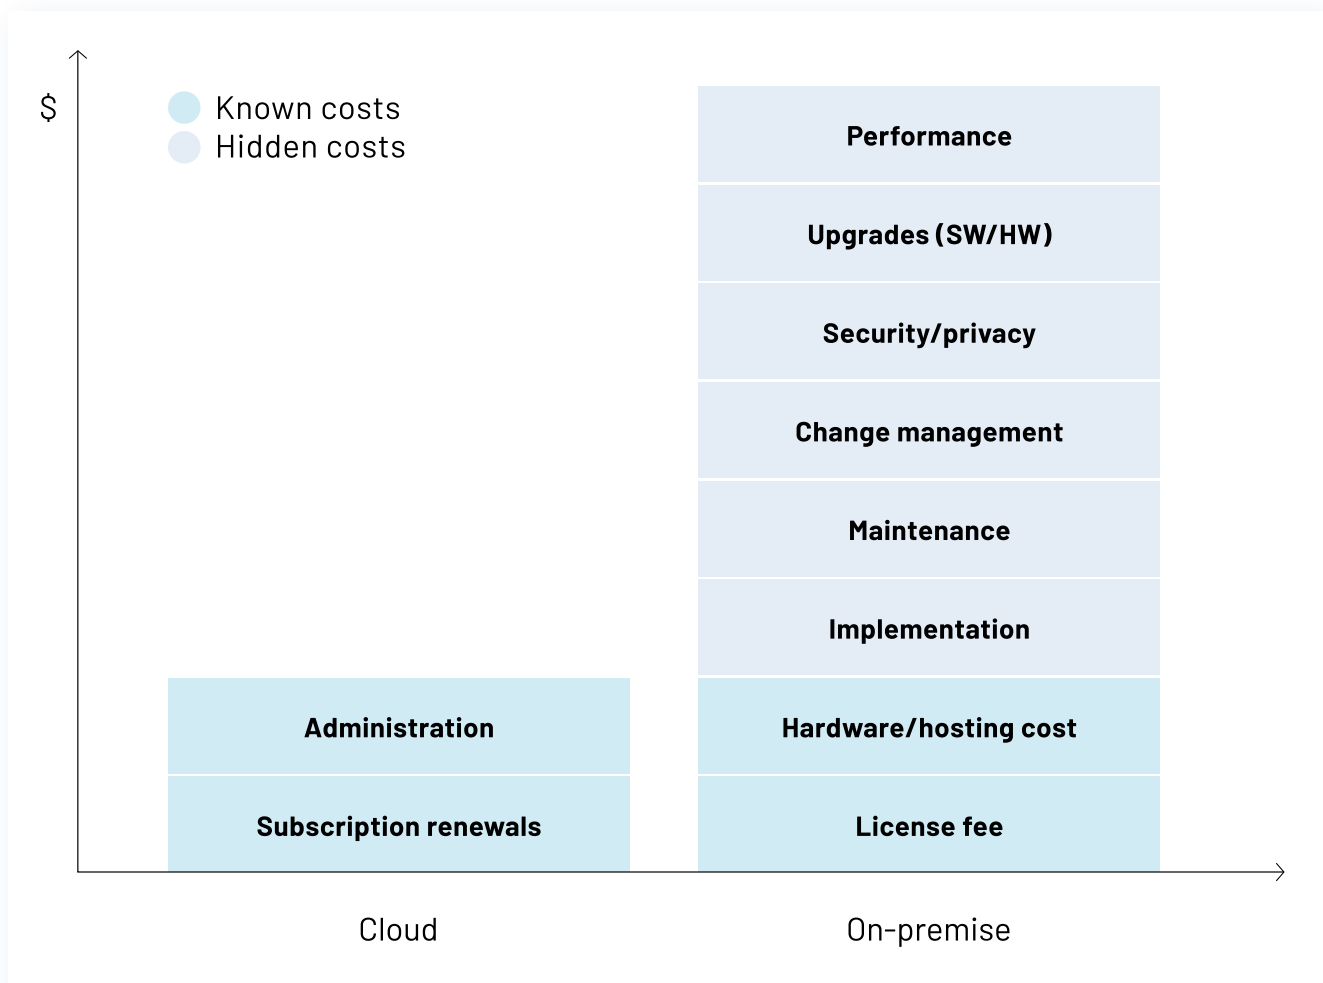 $
Known costs
Hidden costs
Performance
Upgrades (SW/HW)
Security/privacy
Change management
Maintenance
Implementation
Administration
Hardware/hosting cost
Subscription renewals
License fee
Cloud
On-premise